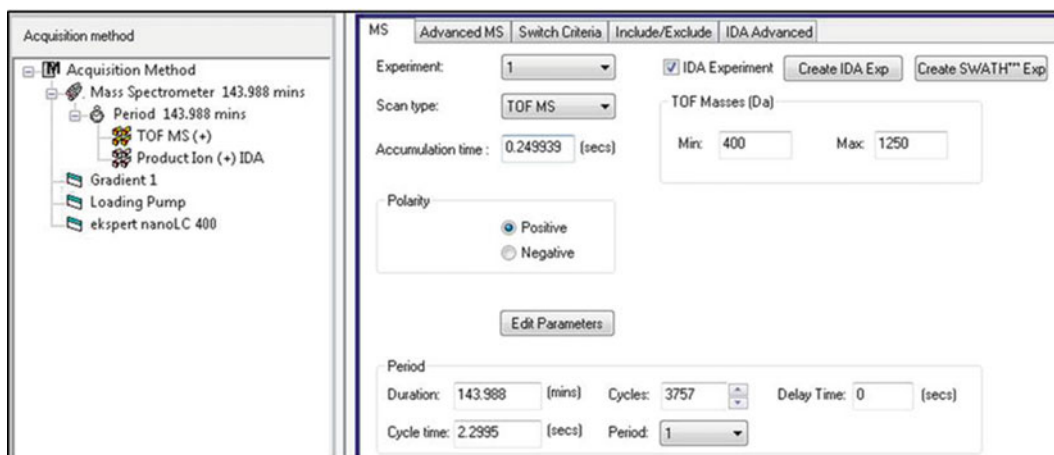 Acquisition method
Acquisition Method
Mass Spectrometer 143.988 mins
Period 143.988 mins
TOF MS (+)
Product Ion (+) IDA
Gradient 1
Loading Pump
ekspert nanoLC 400
MS Advanced MS Switch Criteria Include/Exclude IDA Advanced
Experiment: 1 IDA Experiment Create IDA Exp Create SWATH™ Exp
Scan type: TOF MS TOF Masses (Da)
Accumulation time : 0.249939 (secs) Min: 400 Max: 1250
Polarity
Positive
Negative
Edit Parameters
Period
Duration: 143.988 (mins) Cycles: 3757 Delay Time: 0 (secs)
Cycle time: 2.2995 (secs) Period: 1